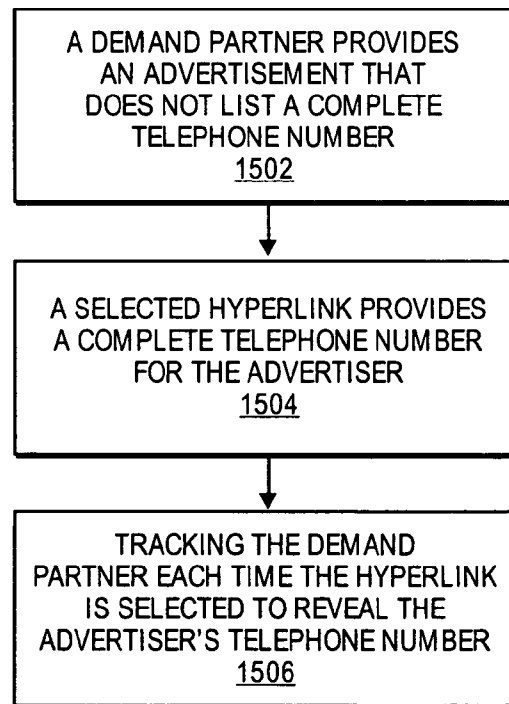 A DEMAND PARTNER PROVIDES
AN ADVERTISEMENT THAT
DOES NOT LIST A COMPLETE
TELEPHONE NUMBER
1502
A SELECTED HYPERLINK PROVIDES
A COMPLETE TELEPHONE NUMBER
FOR THE ADVERTISER
1504
TRACKING THE DEMAND
PARTNER EACH TIME THE HYPERLINK
IS SELECTED TO REVEAL THE
ADVERTISER'S TELEPHONE NUMBER
1506